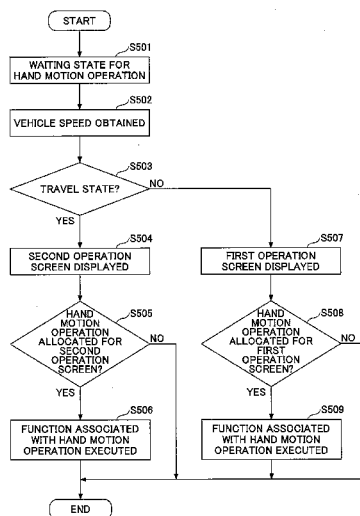 START
S501
WAITING STATE FOR
HAND MOTION OPERATION
S502
VEHICLE SPEED OBTAINED
S503
TRAVEL STATE?
NO
YES
S504
SECOND OPERATION
SCREEN DISPLAYED
S507
FIRST OPERATION
SCREEN DISPLAYED
S505
HAND
MOTION
OPERATION
ALLOCATED FOR
SECOND
OPERATION
SCREEN?
NO
YES
S508
HAND
MOTION
OPERATION
ALLOCATED FOR
FIRST
OPERATION
SCREEN?
NO
YES
S506
FUNCTION ASSOCIATED
WITH HAND MOTION
OPERATION EXECUTED
S509
FUNCTION ASSOCIATED
WITH HAND MOTION
OPERATION EXECUTED
END